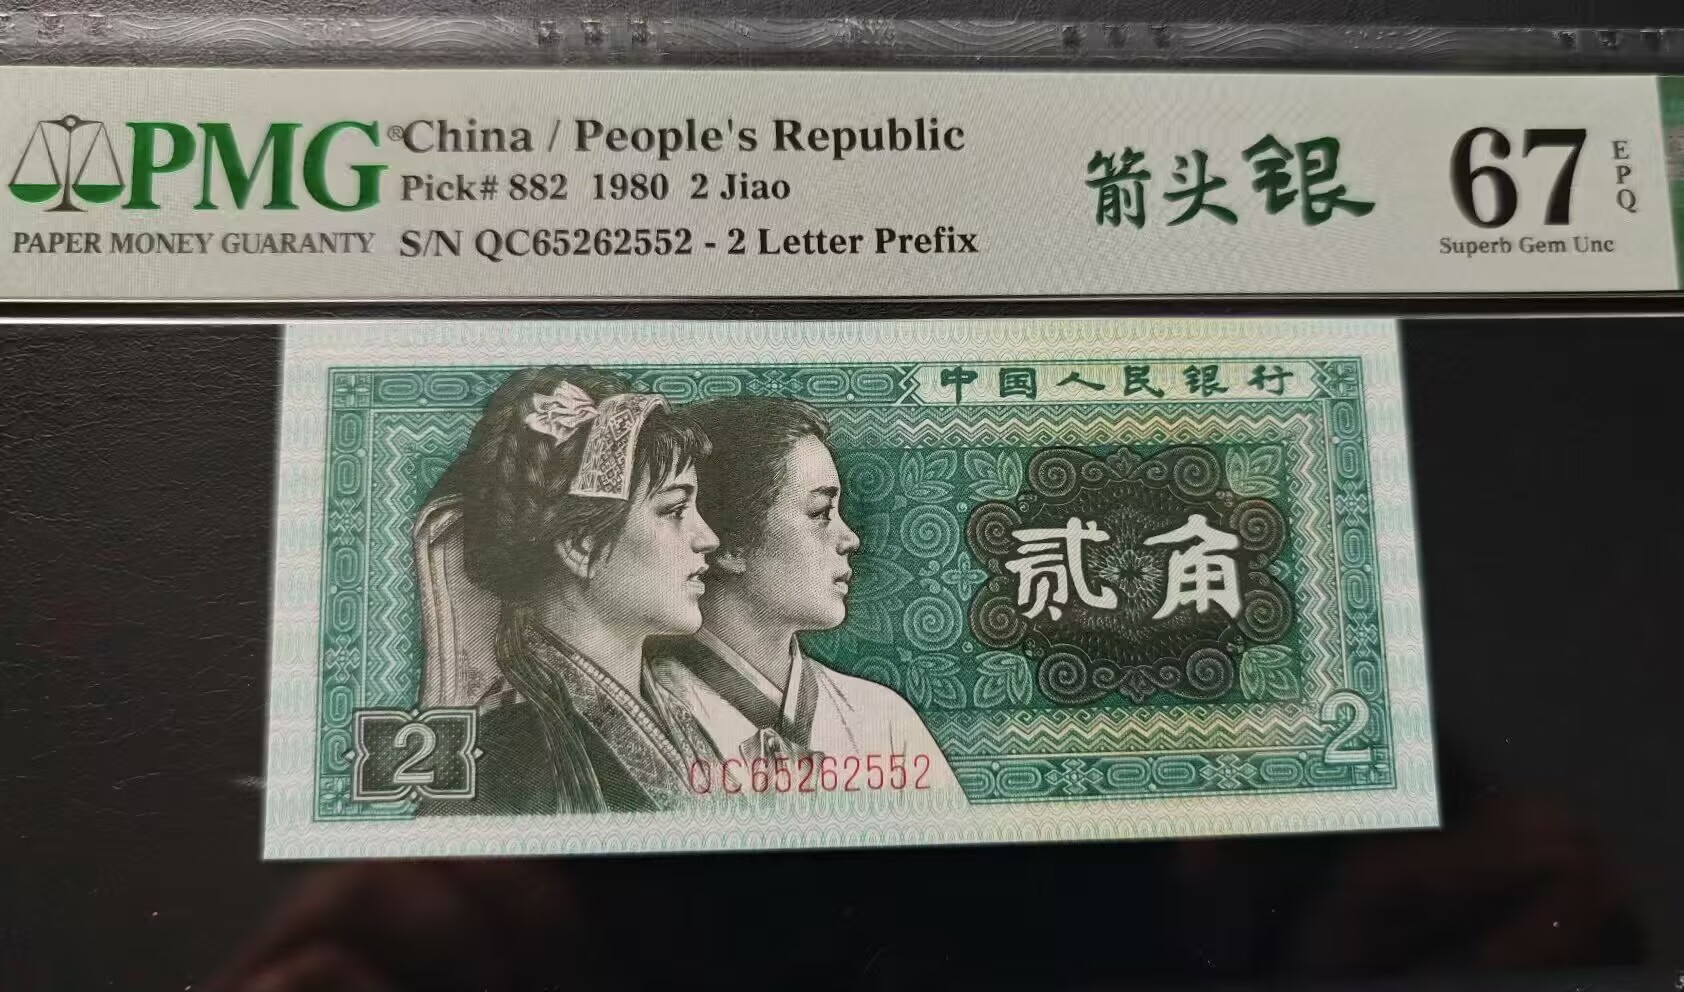 PMG® China / People's Republic
Pick# 882 1980 2 Jiao
PAPER MONEY GUARANTY S/N QC65262552 - 2 Letter Prefix
箭头银
67
EPQ
Superb Gem Unc
中国人民银行
贰角
2
2
QC65262552